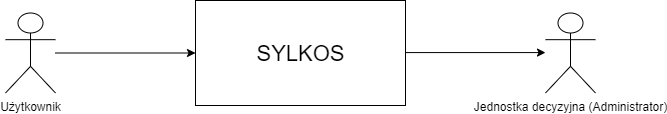 SYLKOS
Użytkownik
Jednostka decyzyjna (Administrator)